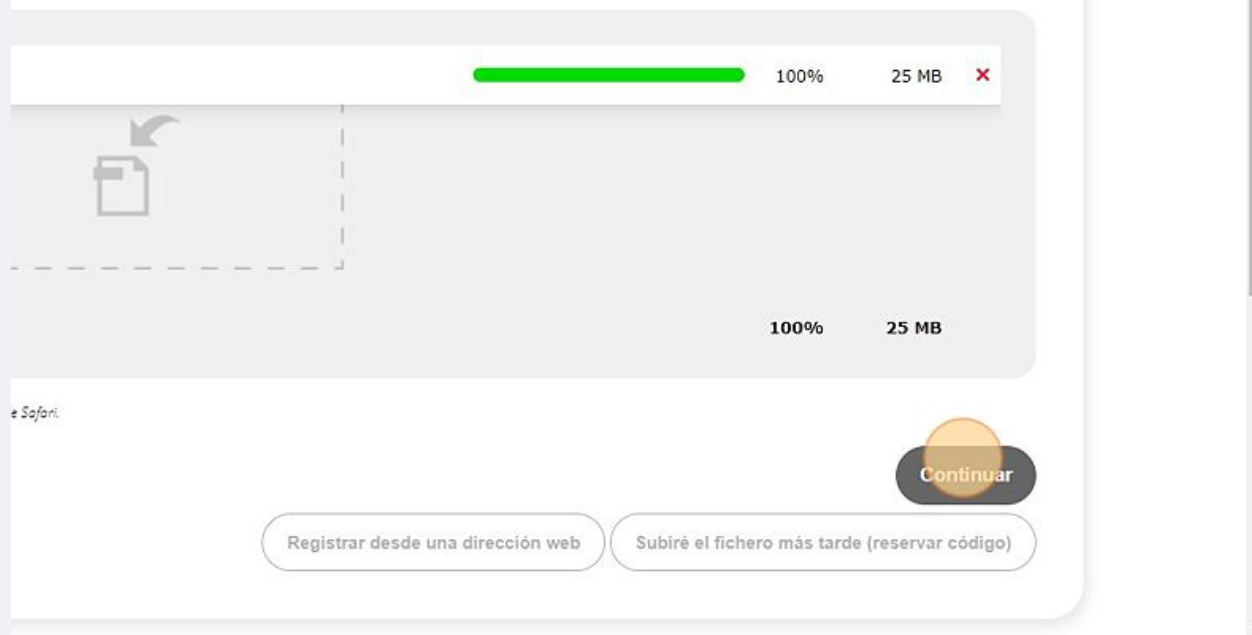 100% 25 MB
100% 25 MB
e Safari.
Continuar
Registrar desde una dirección web
Subiré el fichero más tarde (reservar código)